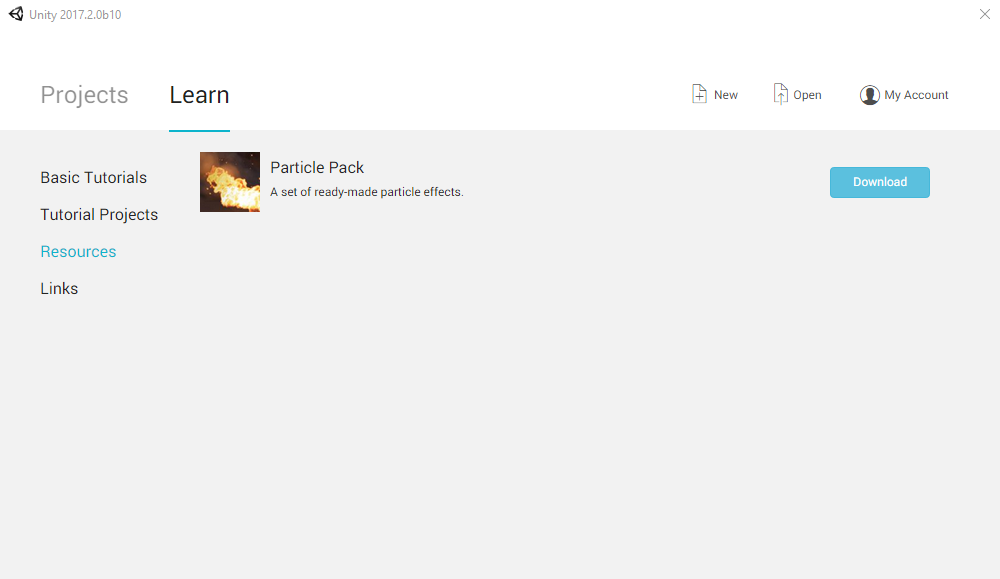 Unity 2017.2.0b10
Projects
Learn
New
Open
My Account
Basic Tutorials
Tutorial Projects
Resources
Links
Particle Pack
A set of ready-made particle effects.
Download